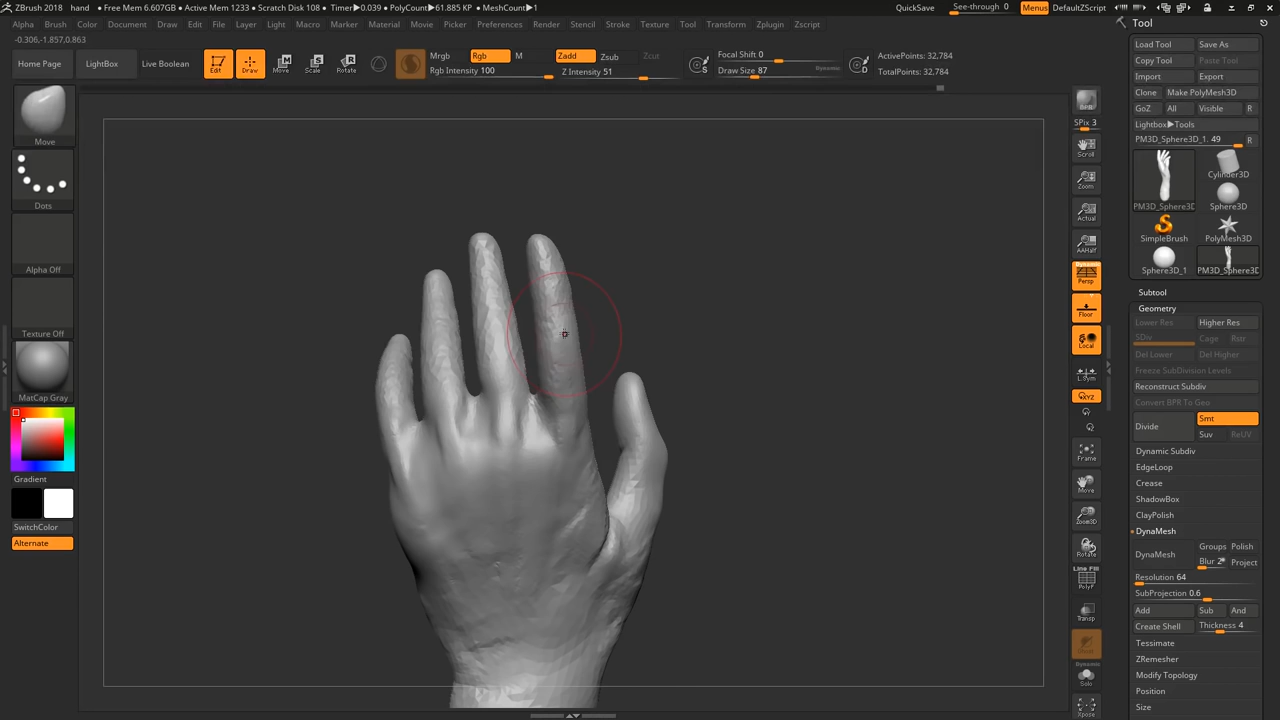 ZBrush 2018 hand • Free Mem 6.607GB • Active Mem 1233 • Scratch Disk 108 • Timer▶0.039 • PolyCount▶61.885 KP • MeshCount▶1
QuickSave See-through 0 Menus DefaultZScript
Alpha Brush Color Document Draw Edit File Layer Light Macro Marker Material Movie Picker Preferences Render Stencil Stroke Texture Tool Transform Zplugin Zscript
-0.306,-1.857,0.863
Home Page LightBox Live Boolean
Edit Draw Move Scale Rotate
Mrgb Rgb M
Rgb Intensity 100
Zadd Zsub Zcut
Z Intensity 51
Focal Shift 0
Draw Size 87 Dynamic
S
D
ActivePoints: 32,784
TotalPoints: 32,784
Move
Dots
Alpha Off
Texture Off
MatCap Gray
Gradient
SwitchColor
Alternate
BPR
SPix 3
Scroll
Zoom
Actual
AAHalf
Dynamic
Persp
Floor
Local
L.Sym
XYZ
Frame
Move
Zoom3D
Rotate
Line Fill
PolyF
Transp
Dynamic
Solo
Xpose
Tool
Load Tool Save As
Copy Tool Paste Tool
Import Export
Clone Make PolyMesh3D
GoZ All Visible R
Lightbox▶Tools
PM3D_Sphere3D_1. 49 R
PM3D_Sphere3D
Cylinder3D
Sphere3D
SimpleBrush PolyMesh3D
Sphere3D_1 PM3D_Sphere3D
Subtool
Geometry
Lower Res Higher Res
SDiv Cage Rstr
Del Lower Del Higher
Freeze SubDivision Levels
Reconstruct Subdiv
Convert BPR To Geo
Divide Smt
Suv ReUV
Dynamic Subdiv
EdgeLoop
Crease
ShadowBox
ClayPolish
DynaMesh
DynaMesh Groups Polish
Blur 2 Project
Resolution 64
SubProjection 0.6
Add Sub And
Create Shell Thickness 4
Tessimate
ZRemesher
Modify Topology
Position
Size